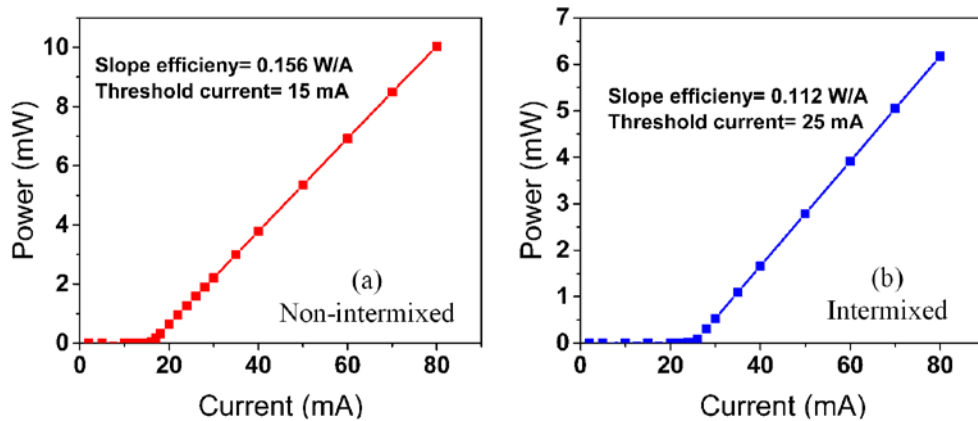 10
8
6
4
2
0
Power (mW)
Slope efficieny= 0.156 W/A
Threshold current= 15 mA
(a)
Non-intermixed
0 20 40 60 80
Current (mA)
7
6
5
4
3
2
1
0
Power (mW)
Slope efficieny= 0.112 W/A
Threshold current= 25 mA
(b)
Intermixed
0 20 40 60 80
Current (mA)